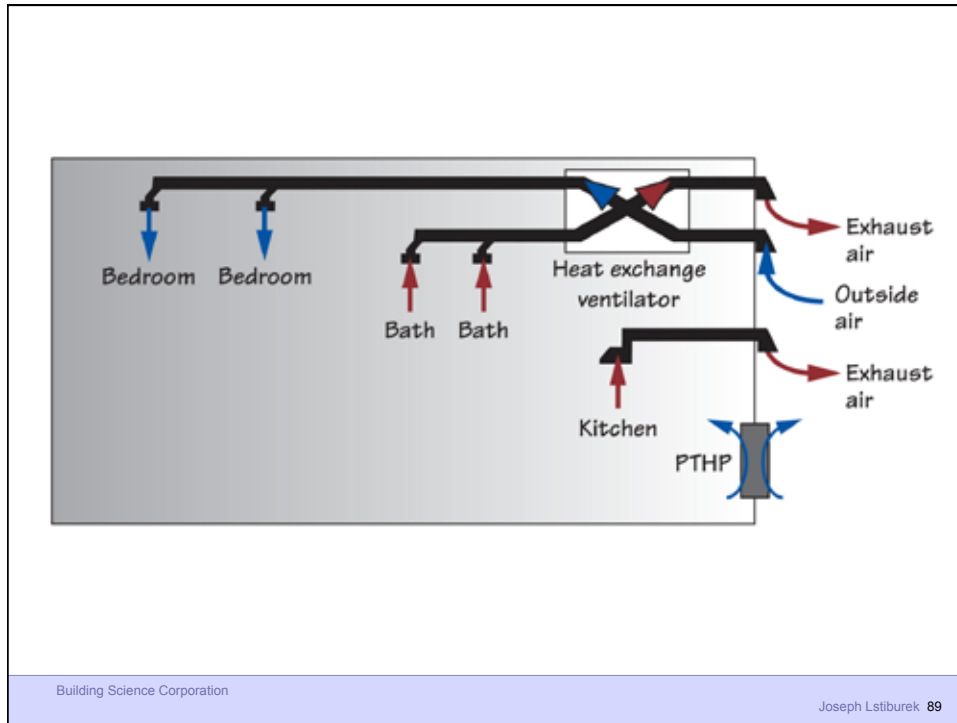 Exhaust
air
Bedroom Bedroom
Heat exchange
ventilator
Outside
air
Bath Bath
Exhaust
air
Kitchen
PTHP
Building Science Corporation
Joseph Lstiburek 89